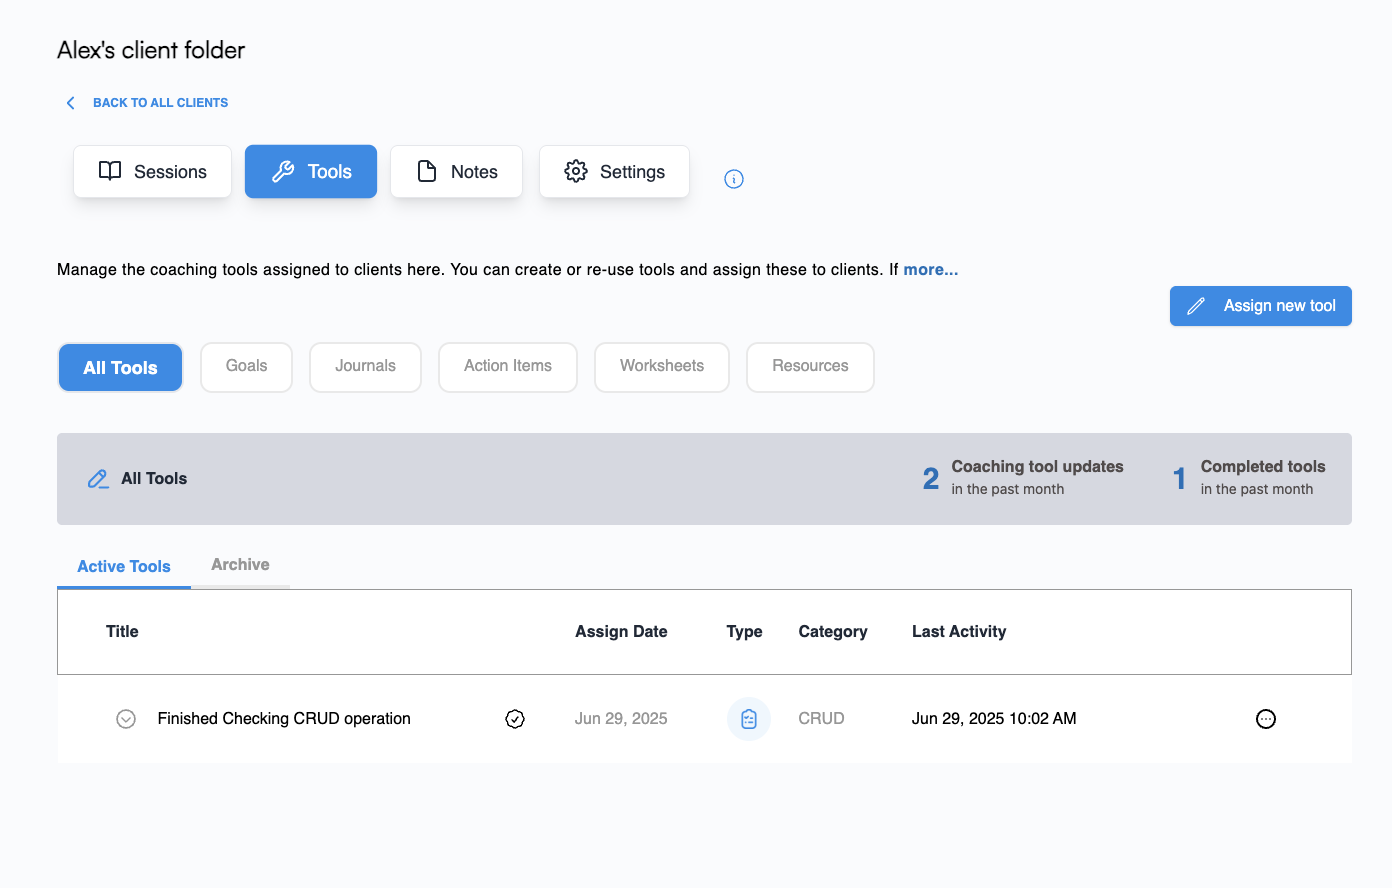 Alex's client folder
BACK TO ALL CLIENTS
Sessions Tools Notes Settings
Manage the coaching tools assigned to clients here. You can create or re-use tools and assign these to clients. If more...
Assign new tool
All Tools Goals Journals Action Items Worksheets Resources
All Tools
2 Coaching tool updates
in the past month
1 Completed tools
in the past month
Active Tools Archive
Title Assign Date Type Category Last Activity
Finished Checking CRUD operation Jun 29, 2025 CRUD Jun 29, 2025 10:02 AM